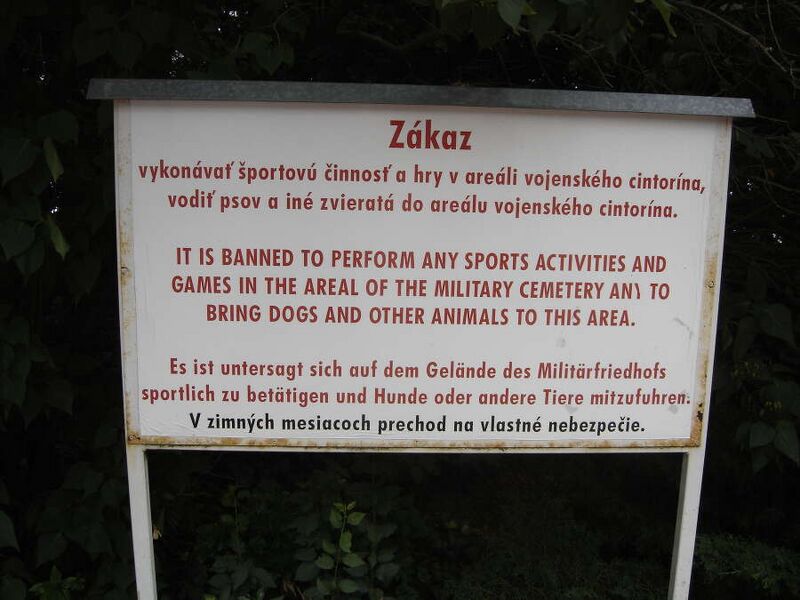 Zákaz
vykonávať športovú činnosť a hry v areáli vojenského cintorína,
vodiť psov a iné zvieratá do areálu vojenského cintorína.
IT IS BANNED TO PERFORM ANY SPORTS ACTIVITIES AND
GAMES IN THE AREAL OF THE MILITARY CEMETERY AN\ TO
BRING DOGS AND OTHER ANIMALS TO THIS AREA.
Es ist untersagt sich auf dem Gelände des Militärfriedhofs
sportlich zu betätigen und Hunde oder andere Tiere mitzufuhren.
V zimných mesiacoch prechod na vlastné nebezpečie.